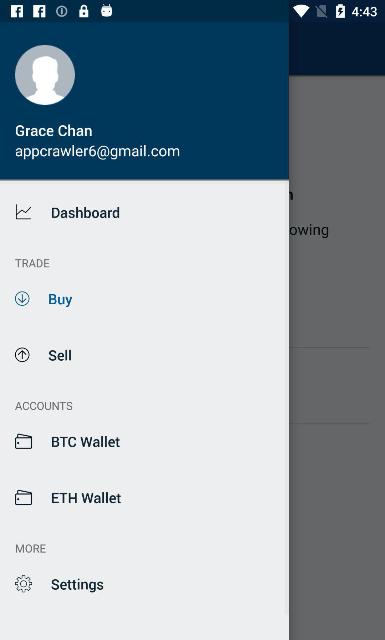 4:43
Grace Chan
appcrawler6@gmail.com
Dashboard
owing
TRADE
Buy
Sell
ACCOUNTS
BTC Wallet
ETH Wallet
MORE
Settings